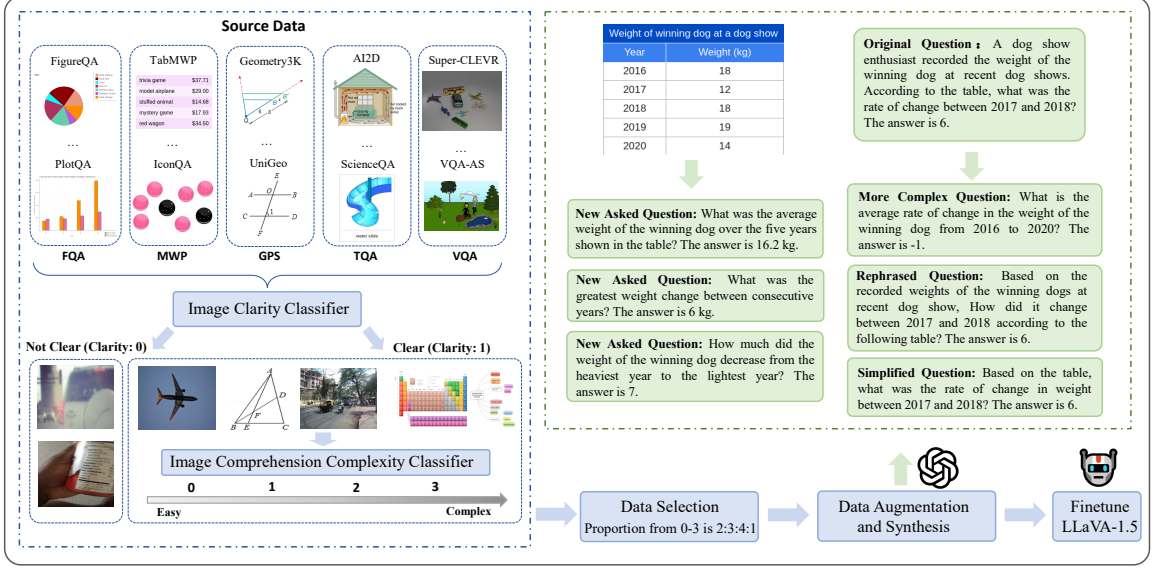 Source Data
FigureQA
TabMWP
Geometry3K
AI2D
Super-CLEVR
trivia game $37.71
model airplane $29.00
stuffed animal $14.68
mystery game $17.93
red wagon $34.50
...
...
...
...
PlotQA
IconQA
UniGeo
ScienceQA
VQA-AS
E
A O B
C 1 D
F
water slide
FQA
MWP
GPS
TQA
VQA
Image Clarity Classifier
Not Clear (Clarity: 0)
Clear (Clarity: 1)
A
D
F
B E C
Image Comprehension Complexity Classifier
0 1 2 3
Easy
Complex
Weight of winning dog at a dog show
Year Weight (kg)
2016 18
2017 12
2018 18
2019 19
2020 14
New Asked Question: What was the average
weight of the winning dog over the five years
shown in the table? The answer is 16.2 kg.
New Asked Question: What was the
greatest weight change between consecutive
years? The answer is 6 kg.
New Asked Question: How much did the
weight of the winning dog decrease from the
heaviest year to the lightest year? The
answer is 7.
Original Question： A dog show
enthusiast recorded the weight of the
winning dog at recent dog shows.
According to the table, what was the
rate of change between 2017 and 2018?
The answer is 6.
More Complex Question: What is the
average rate of change in the weight of the
winning dog from 2016 to 2020? The
answer is -1.
Rephrased Question: Based on the
recorded weights of the winning dogs at
recent dog show, How did it change
between 2017 and 2018 according to the
following table? The answer is 6.
Simplified Question: Based on the table,
what was the rate of change in weight
between 2017 and 2018? The answer is 6.
Data Selection
Proportion from 0-3 is 2:3:4:1
Data Augmentation
and Synthesis
Finetune
LLaVA-1.5